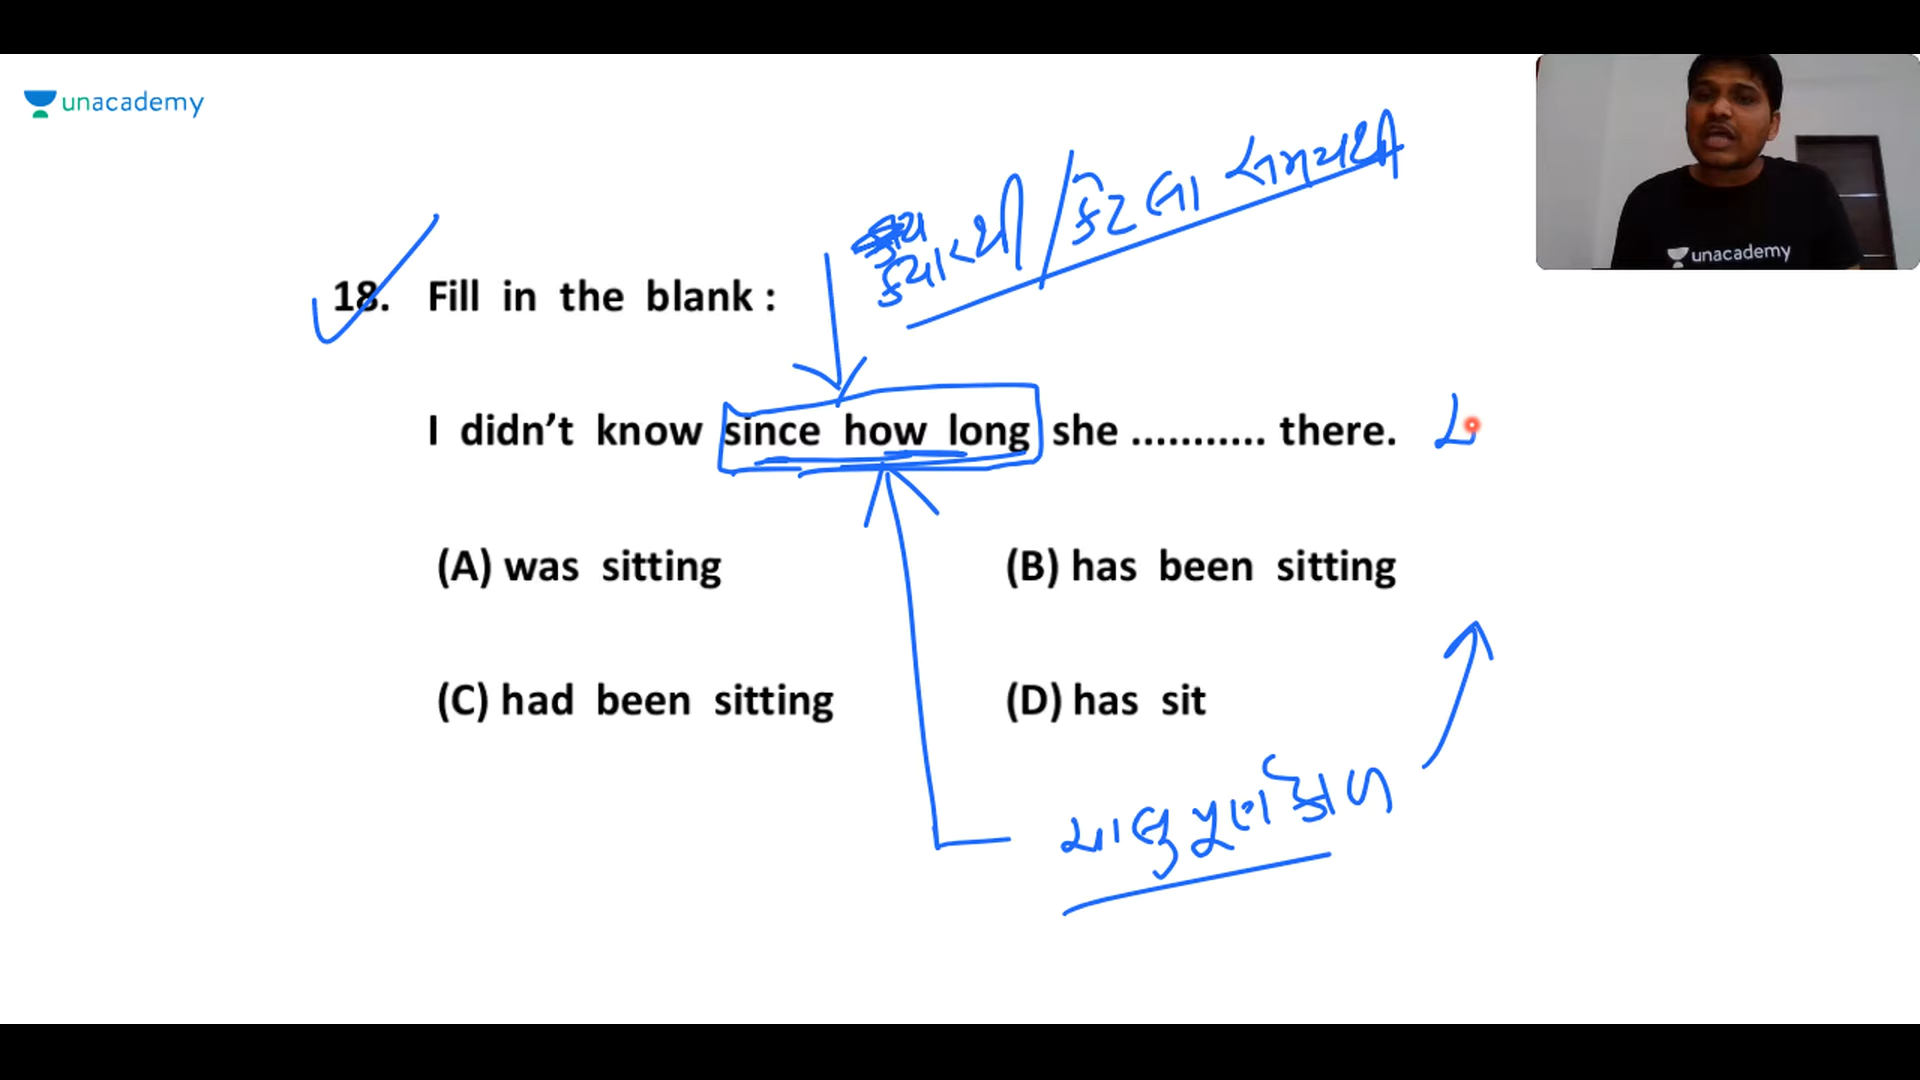 unacademy
ક્યારથી / કેટલા સમયથી
unacademy
18. Fill in the blank :
I didn't know since how long she ........... there.
(A) was sitting (B) has been sitting
(C) had been sitting (D) has sit
ચાલુ પૂર્ણ કાળ